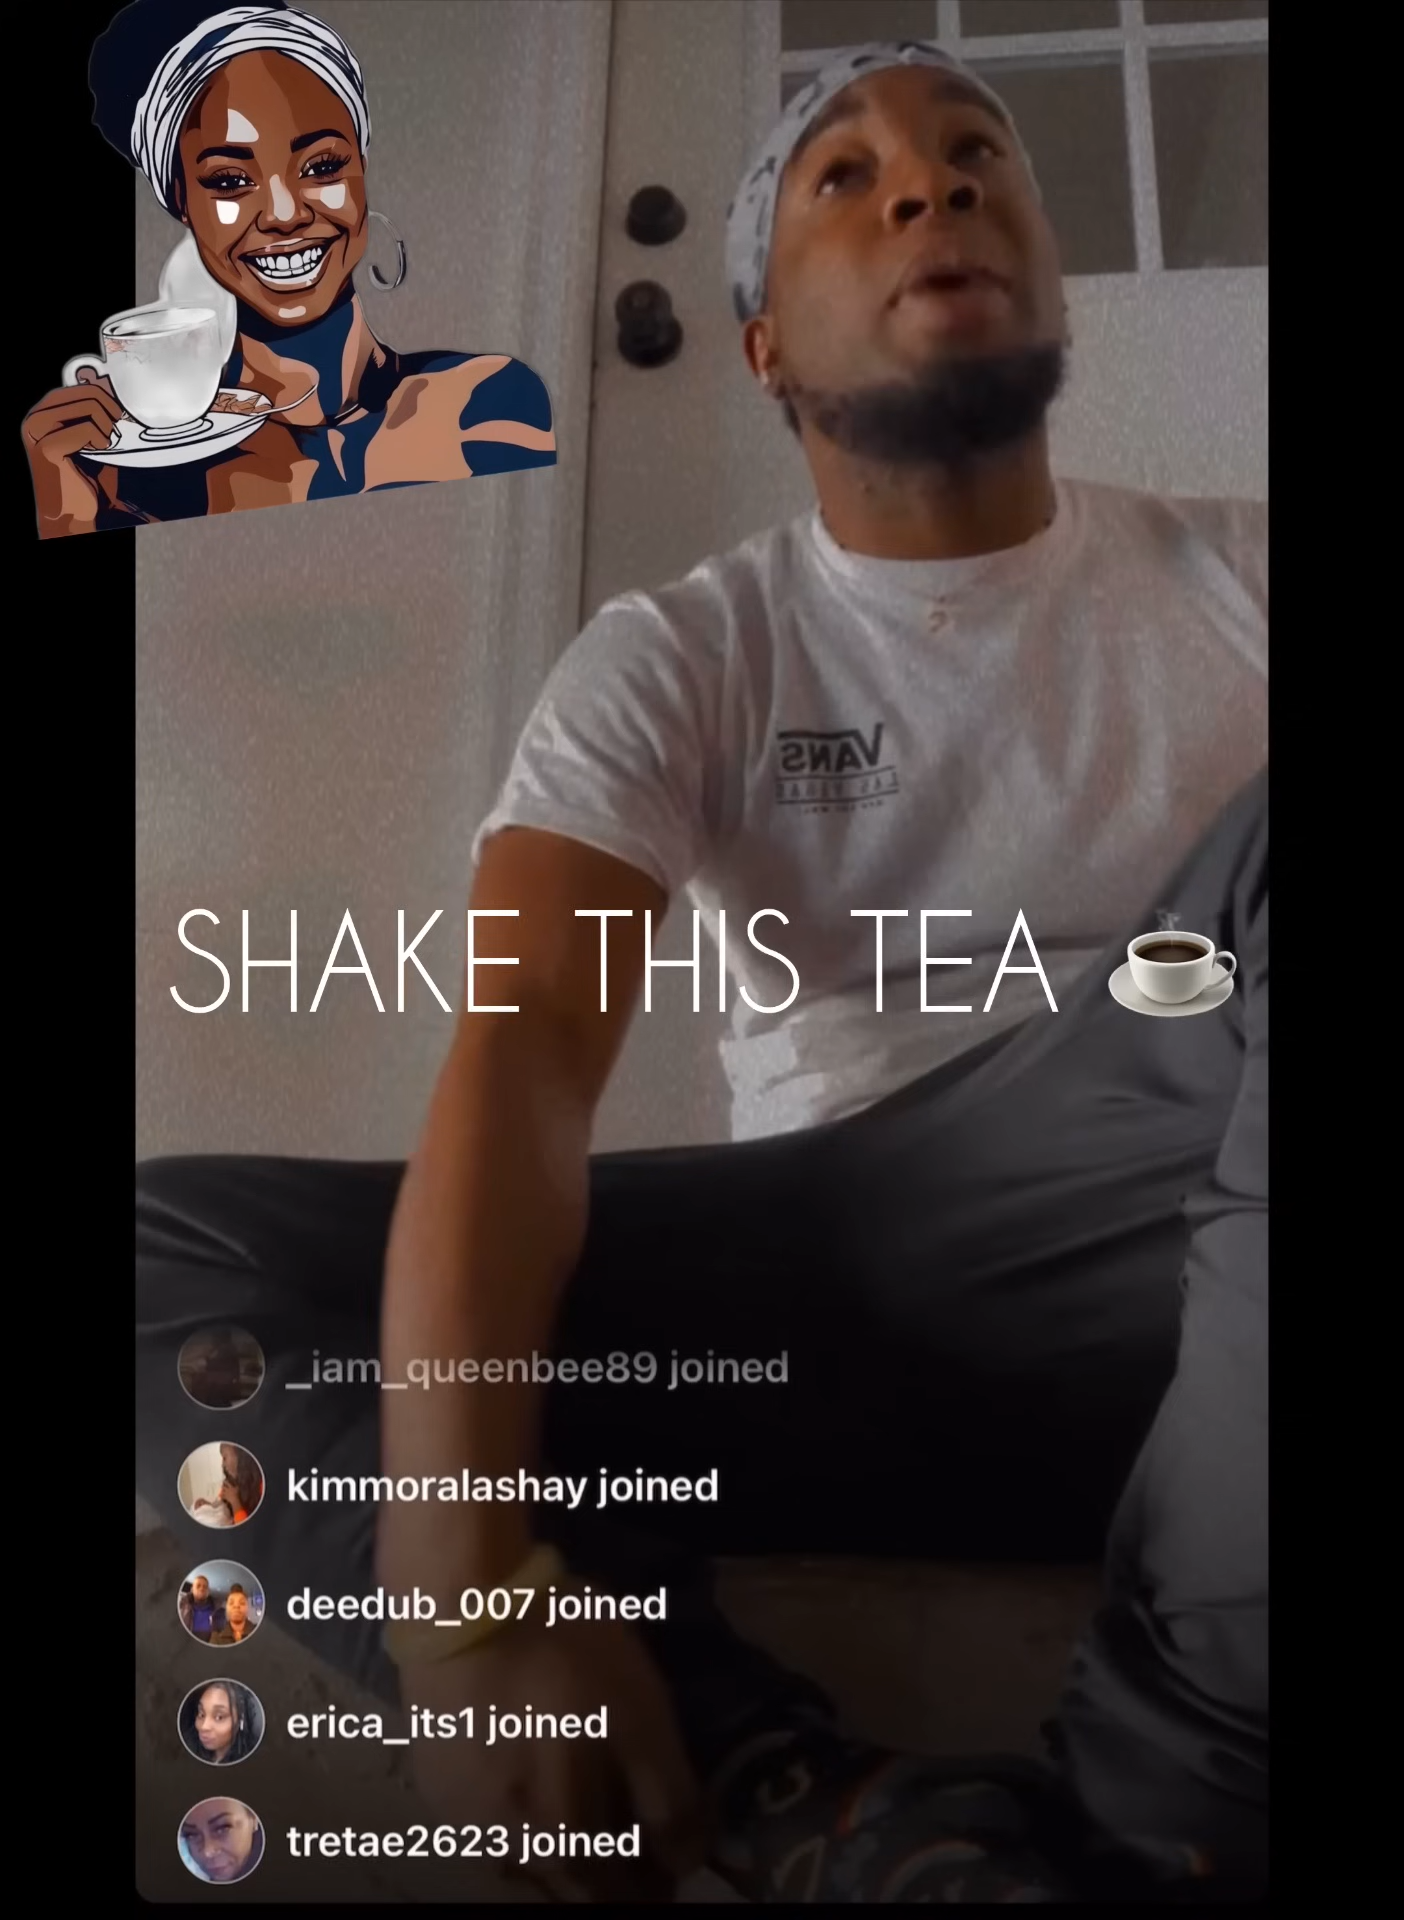 VANS
SHAKE THIS TEA ☕
_iam_queenbee89 joined
kimmoralashay joined
deedub_007 joined
erica_its1 joined
tretae2623 joined